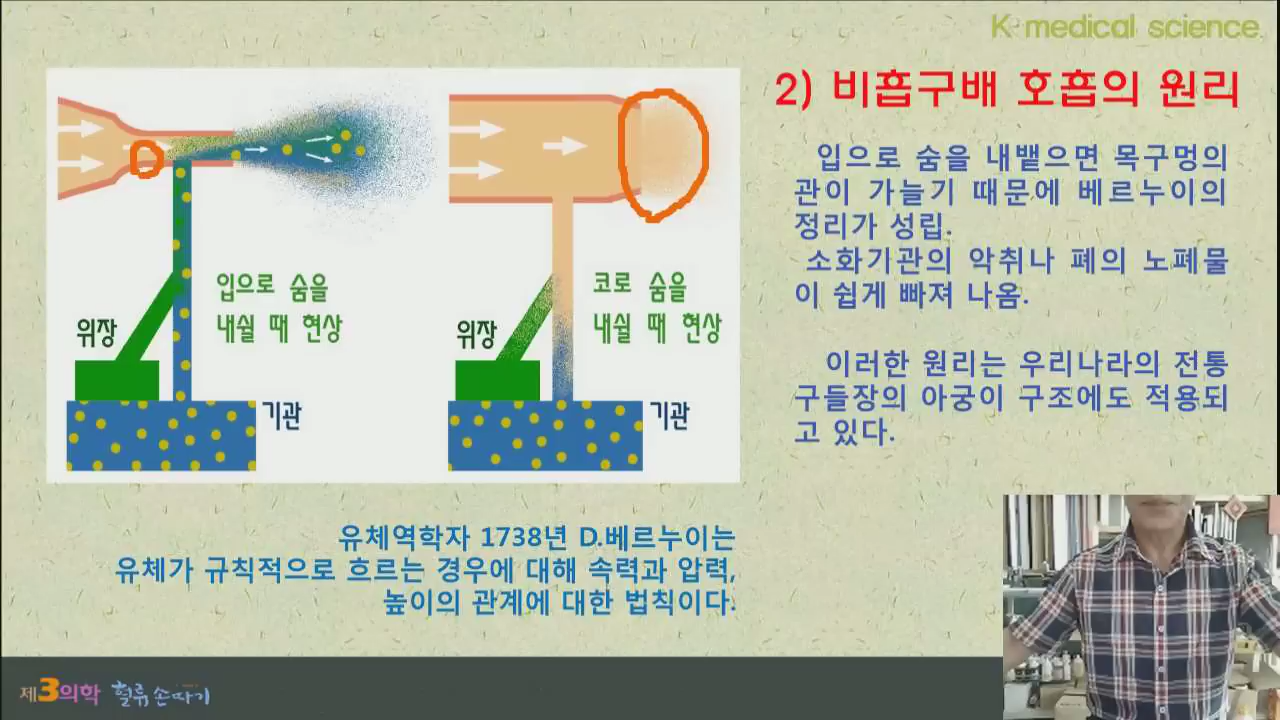 K medical science
2) 비흡구배 호흡의 원리
입으로 숨을 내뱉으면 목구멍의
관이 가늘기 때문에 베르누이의
정리가 성립.
소화기관의 악취나 폐의 노폐물
이 쉽게 빠져 나옴.
이러한 원리는 우리나라의 전통
구들장의 아궁이 구조에도 적용되
고 있다.
입으로 숨을
내쉴 때 현상
위장
기관
코로 숨을
내쉴 때 현상
위장
기관
유체역학자 1738년 D.베르누이는
유체가 규칙적으로 흐르는 경우에 대해 속력과 압력,
높이의 관계에 대한 법칙이다.
제3의학 혈류 손따기